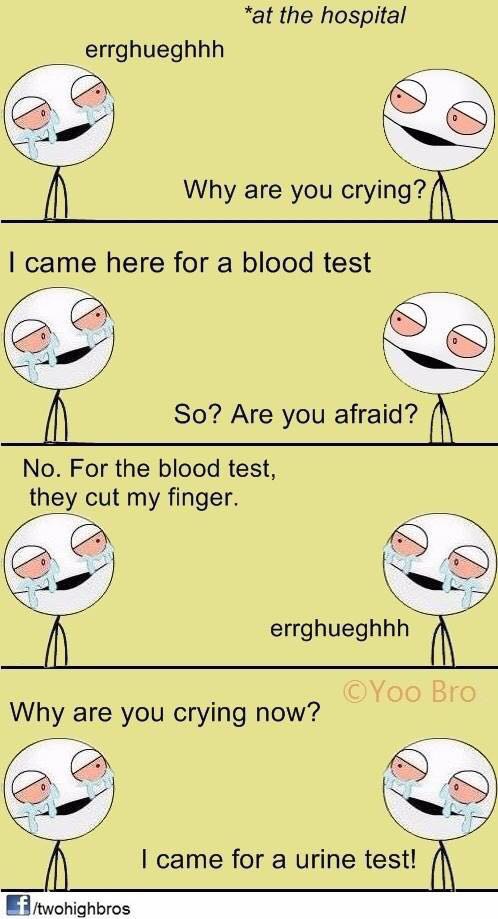 *at the hospital
errghueghhh
Why are you crying?
I came here for a blood test
So? Are you afraid?
No. For the blood test,
they cut my finger.
errghueghhh
©Yoo Bro
Why are you crying now?
I came for a urine test!
f/twohighbros